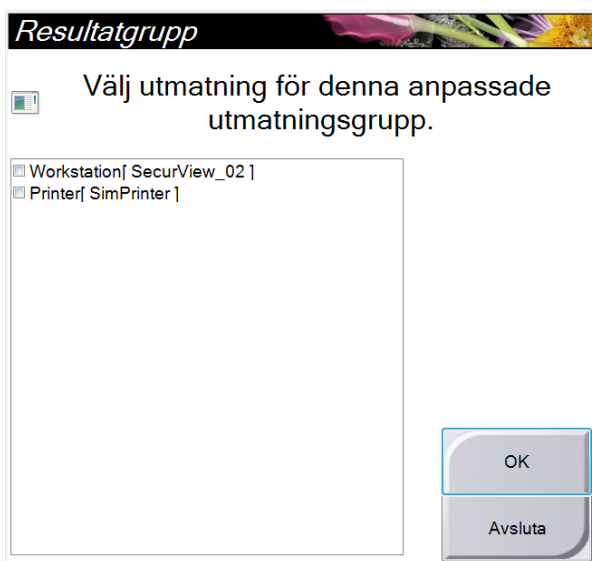 Resultatgrupp
Välj utmatning för denna anpassade
utmatningsgrupp.
Workstation[ SecurView_02 ]
Printer[ SimPrinter ]
OK
Avsluta